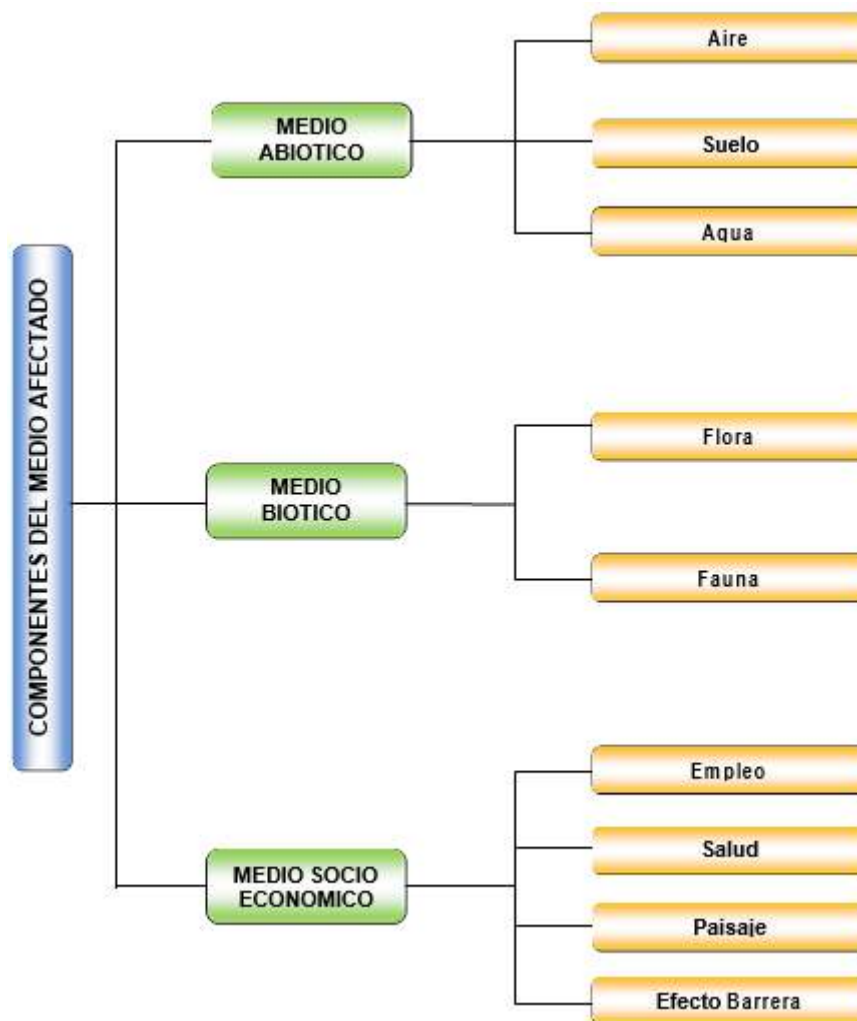 COMPONENTES DEL MEDIO AFECTADO
MEDIO
ABIOTICO
Aire
Suelo
Aqua
MEDIO
BIOTICO
Flora
Fauna
MEDIO SOCIO
ECONOMICO
Empleo
Salud
Paisaje
Efecto Barrera